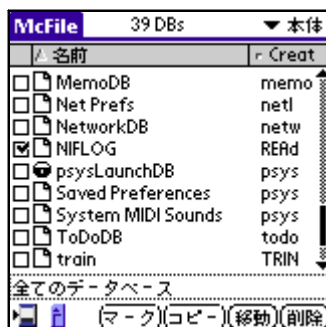 McFile 39 DBs ▼ 本体
名前 Creat
MemoDB memo
Net Prefs netl
NetworkDB netw
NIFLOG REAd
psysLaunchDB psys
Saved Preferences psys
System MIDI Sounds psys
ToDoDB todo
train TRIN
全てのデータベース
マーク コピー 移動 削除